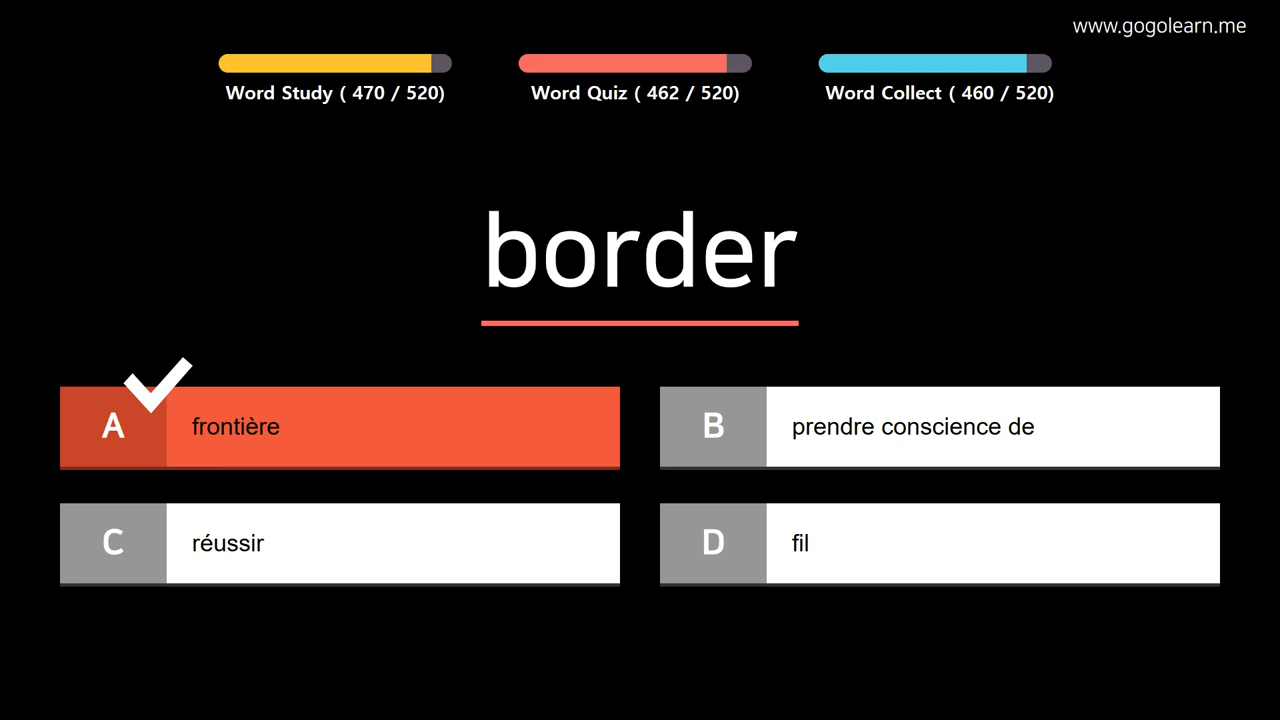 www.gogolearn.me
Word Study ( 470 / 520)
Word Quiz ( 462 / 520)
Word Collect ( 460 / 520)
border
A
frontière
B
prendre conscience de
C
réussir
D
fil